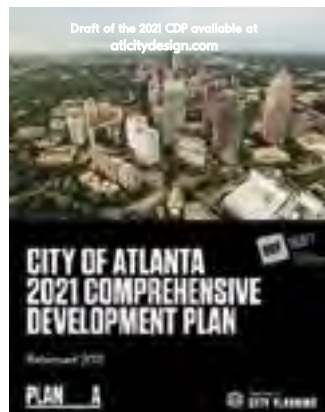 Draft of the 2021 CDP available at
atlcitydesign.com
CITY OF ATLANTA
2021 COMPREHENSIVE
DEVELOPMENT PLAN
PLAN A
CITY PLANNING